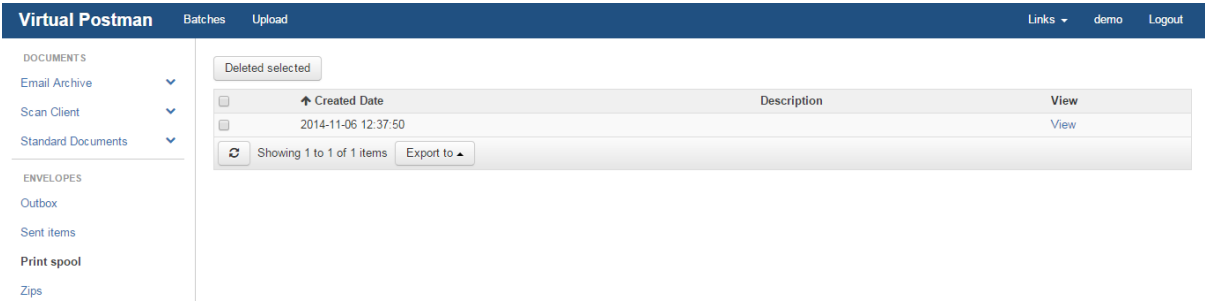 Virtual Postman Batches Upload Links demo Logout
DOCUMENTS
Email Archive
Scan Client
Standard Documents
ENVELOPES
Outbox
Sent items
Print spool
Zips
Deleted selected
Created Date Description View
2014-11-06 12:37:50 View
Showing 1 to 1 of 1 items Export to